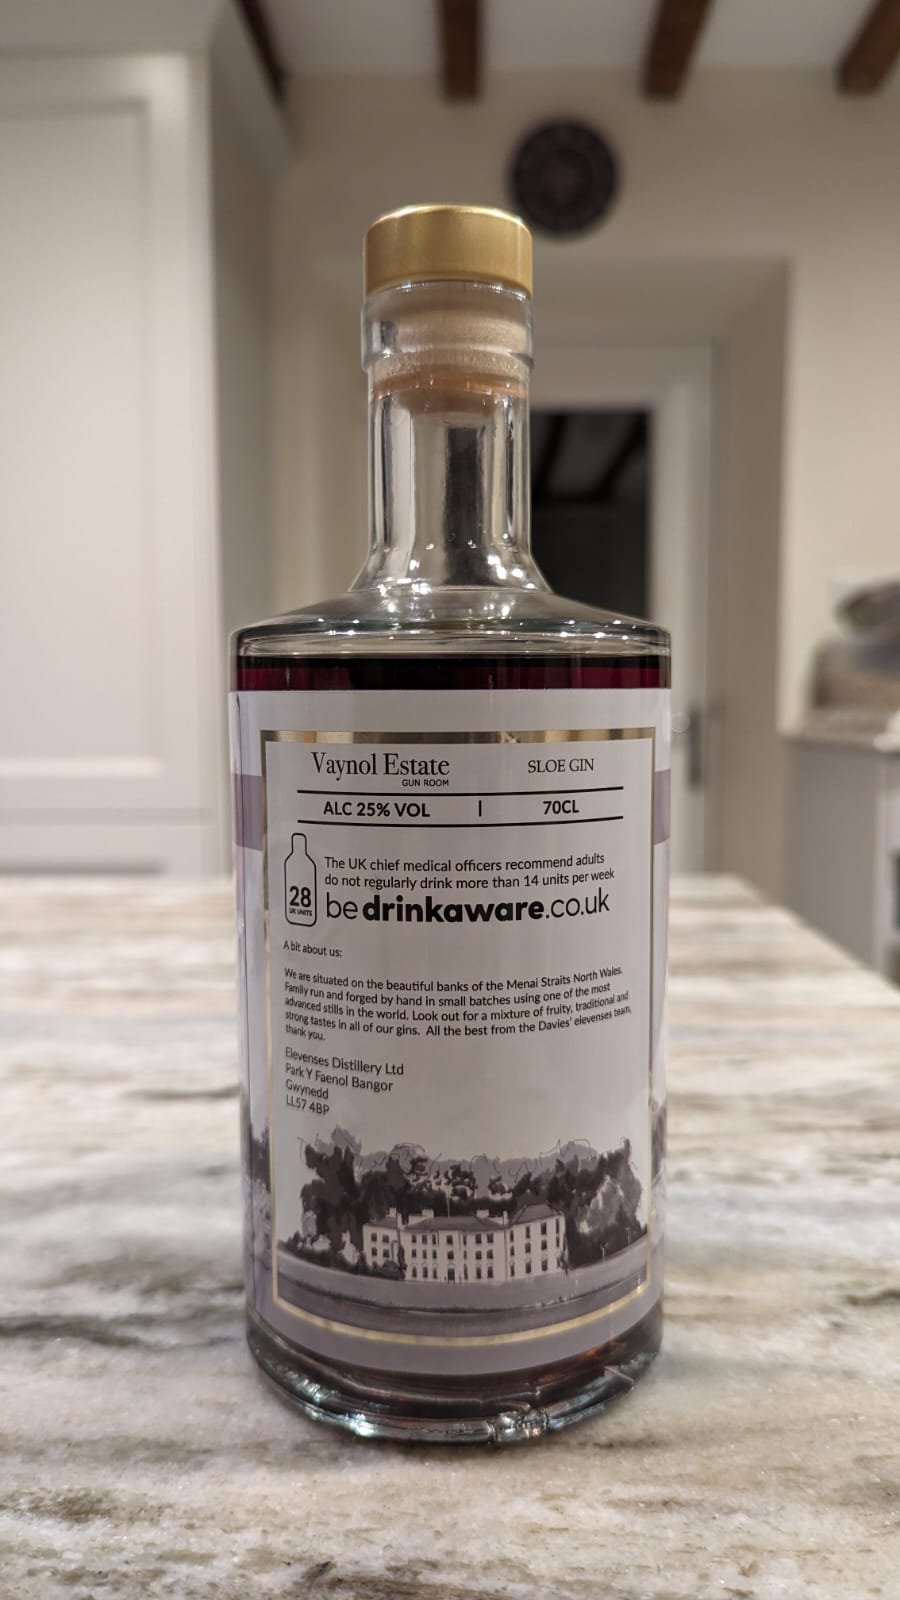 Vaynol Estate
GUN ROOM
SLOE GIN
ALC 25% VOL | 70CL
28
UK UNITS
The UK chief medical officers recommend adults
do not regularly drink more than 14 units per week
bedrinkaware.co.uk
A bit about us:
We are situated on the beautiful banks of the Menai Straits North Wales.
Family run and forged by hand in small batches using one of the most
advanced stills in the world. Look out for a mixture of fruity, traditional and
strong tastes in all of our gins. All the best from the Davies' elevenses team,
thank you.
Elevenses Distillery Ltd
Park Y Faenol Bangor
Gwynedd
LL57 4BP